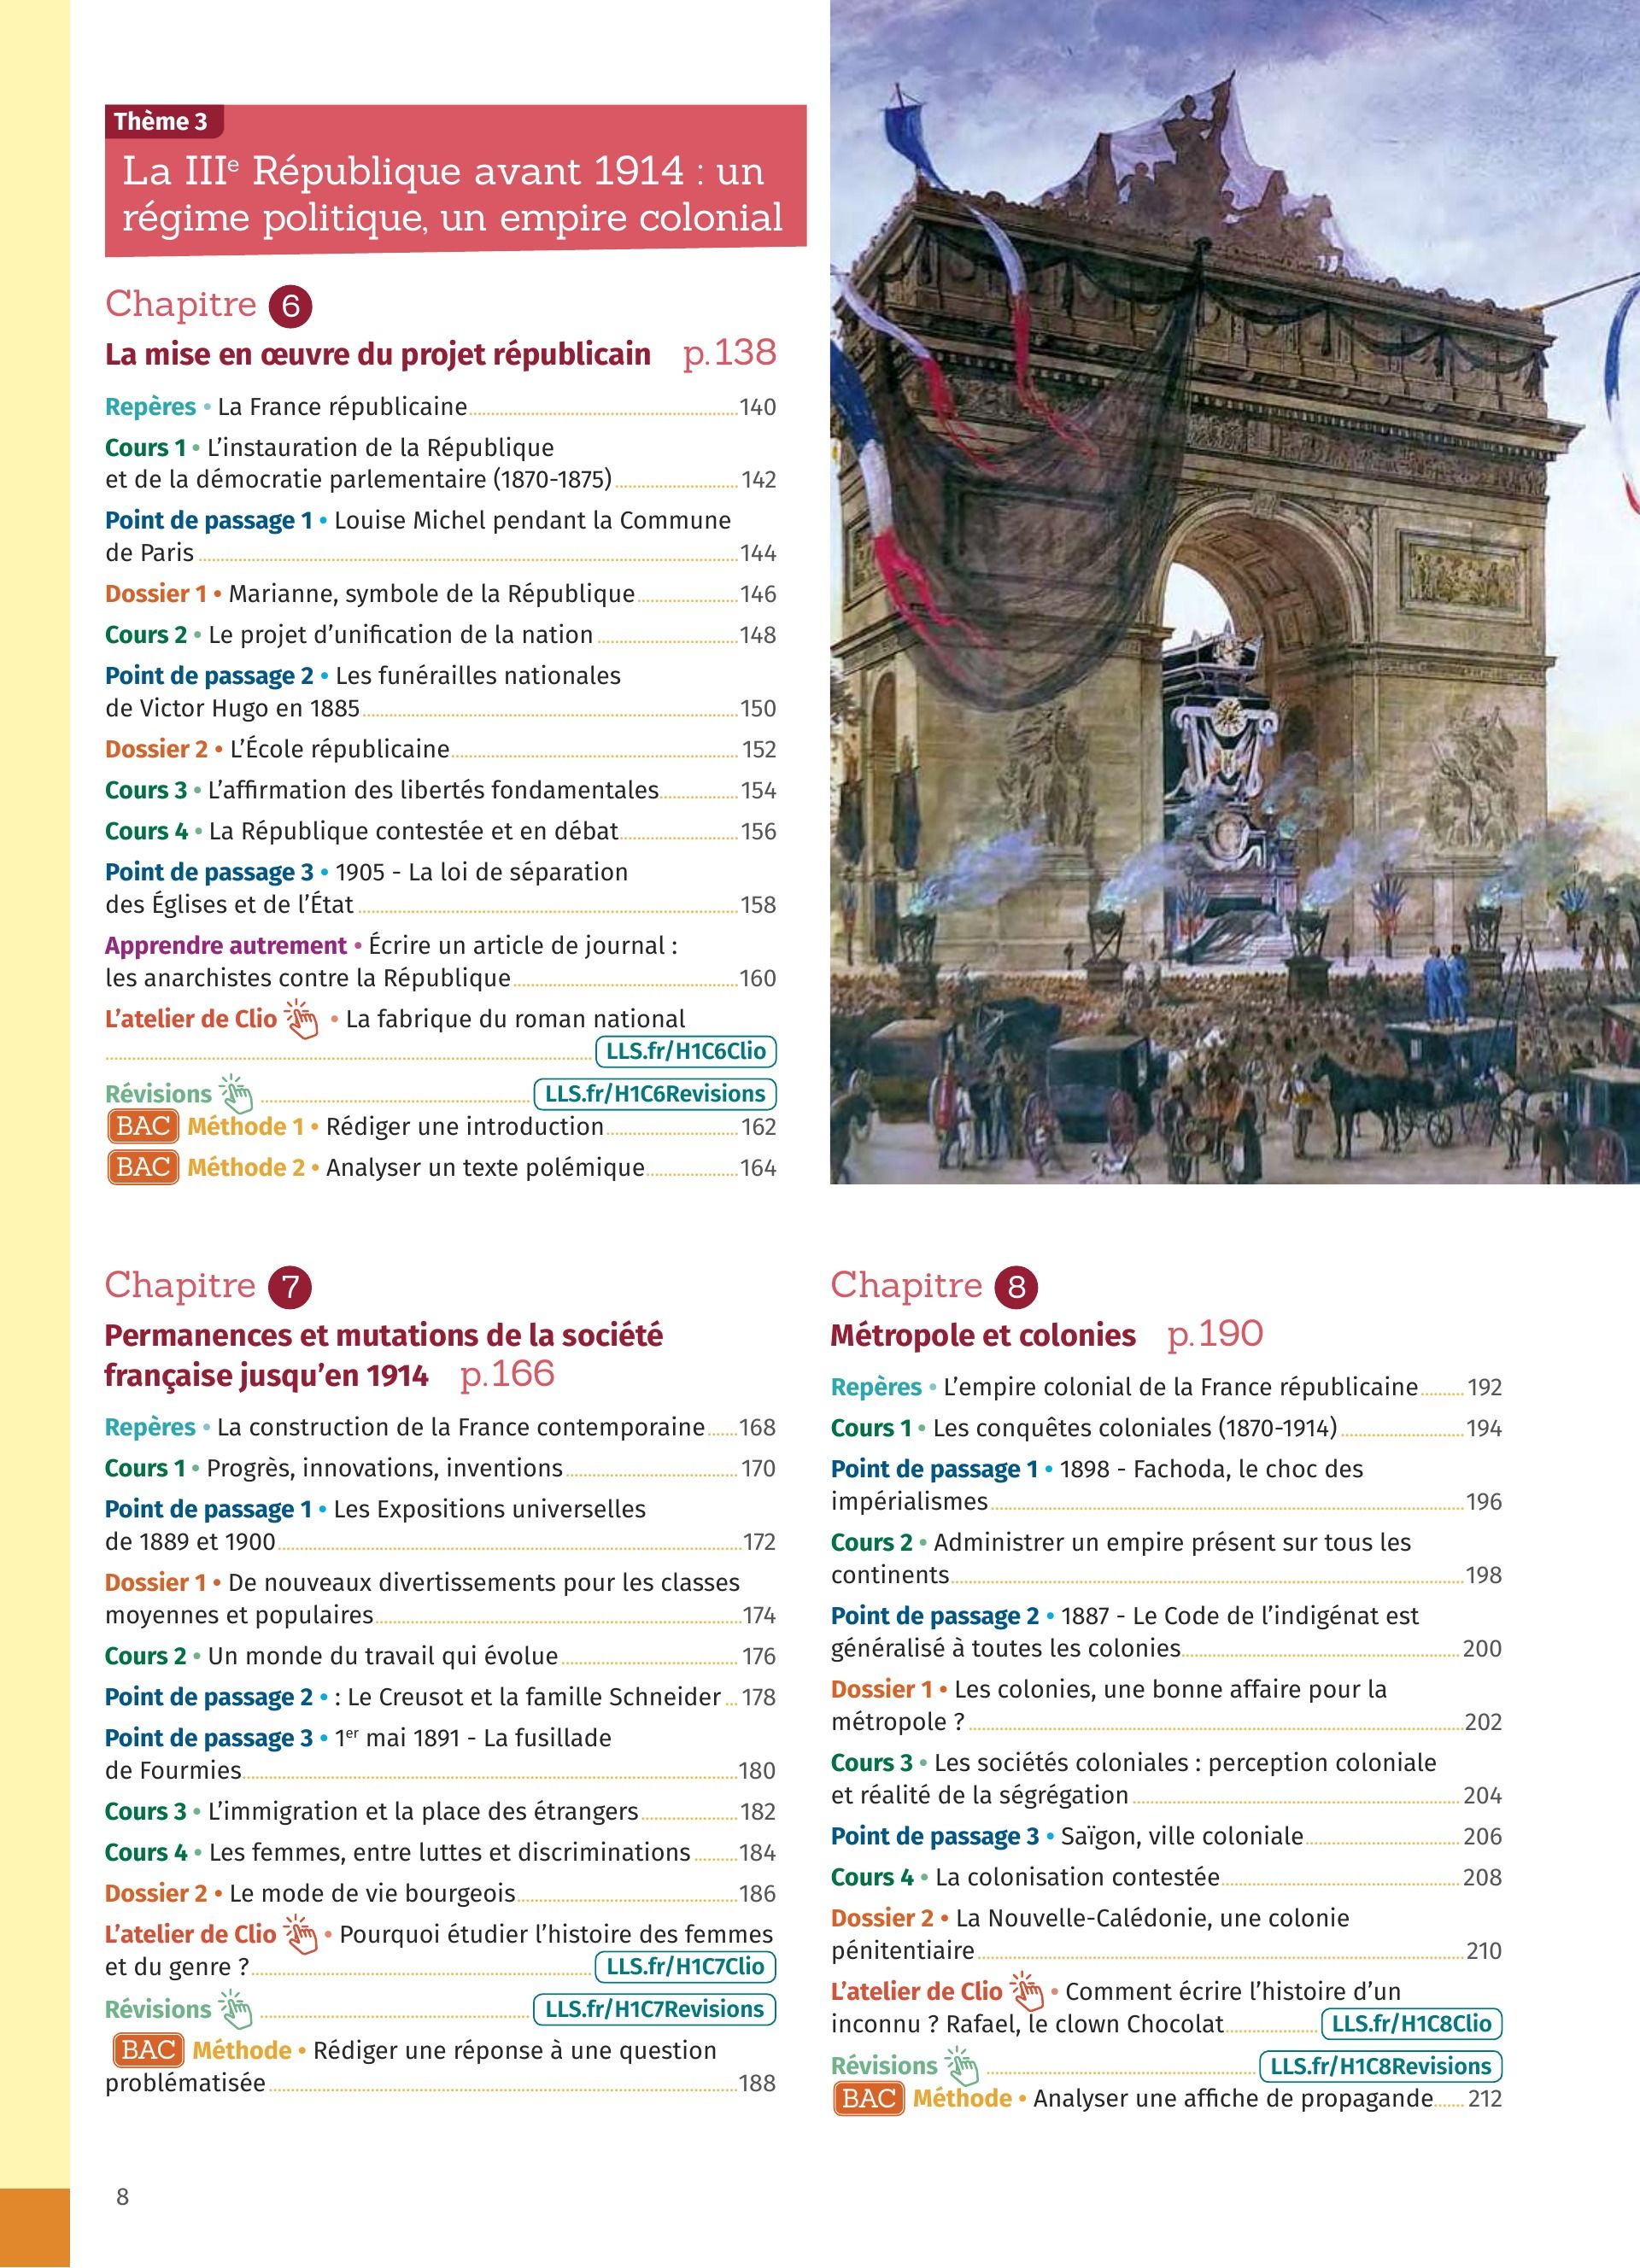 Thème 3
La IIIe République avant 1914 : un
régime politique, un empire colonial
Chapitre 6
La mise en œuvre du projet républicain p.138
Repères • La France républicaine 140
Cours 1 • L'instauration de la République
et de la démocratie parlementaire (1870-1875) 142
Point de passage 1 • Louise Michel pendant la Commune
de Paris 144
Dossier 1 • Marianne, symbole de la République 146
Cours 2 • Le projet d'unification de la nation 148
Point de passage 2 • Les funérailles nationales
de Victor Hugo en 1885 150
Dossier 2 • L'École républicaine 152
Cours 3 • L'affirmation des libertés fondamentales 154
Cours 4 • La République contestée et en débat 156
Point de passage 3 • 1905 - La loi de séparation
des Églises et de l'État 158
Apprendre autrement • Écrire un article de journal :
les anarchistes contre la République 160
L'atelier de Clio • La fabrique du roman national
LLS.fr/H1C6Clio
Révisions LLS.fr/H1C6Revisions
BAC Méthode 1 • Rédiger une introduction 162
BAC Méthode 2 • Analyser un texte polémique 164
Chapitre 7
Permanences et mutations de la société
française jusqu'en 1914 p.166
Repères • La construction de la France contemporaine 168
Cours 1 • Progrès, innovations, inventions 170
Point de passage 1 • Les Expositions universelles
de 1889 et 1900 172
Dossier 1 • De nouveaux divertissements pour les classes
moyennes et populaires 174
Cours 2 • Un monde du travail qui évolue 176
Point de passage 2 • : Le Creusot et la famille Schneider 178
Point de passage 3 • 1er mai 1891 - La fusillade
de Fourmies 180
Cours 3 • L'immigration et la place des étrangers 182
Cours 4 • Les femmes, entre luttes et discriminations 184
Dossier 2 • Le mode de vie bourgeois 186
L'atelier de Clio • Pourquoi étudier l'histoire des femmes
et du genre ? LLS.fr/H1C7Clio
Révisions LLS.fr/H1C7Revisions
BAC Méthode • Rédiger une réponse à une question
problématisée 188
Chapitre 8
Métropole et colonies p.190
Repères • L'empire colonial de la France républicaine 192
Cours 1 • Les conquêtes coloniales (1870-1914) 194
Point de passage 1 • 1898 - Fachoda, le choc des
impérialismes 196
Cours 2 • Administrer un empire présent sur tous les
continents 198
Point de passage 2 • 1887 - Le Code de l'indigénat est
généralisé à toutes les colonies 200
Dossier 1 • Les colonies, une bonne affaire pour la
métropole ? 202
Cours 3 • Les sociétés coloniales : perception coloniale
et réalité de la ségrégation 204
Point de passage 3 • Saïgon, ville coloniale 206
Cours 4 • La colonisation contestée 208
Dossier 2 • La Nouvelle-Calédonie, une colonie
pénitentiaire 210
L'atelier de Clio • Comment écrire l'histoire d'un
inconnu ? Rafael, le clown Chocolat LLS.fr/H1C8Clio
Révisions LLS.fr/H1C8Revisions
BAC Méthode • Analyser une affiche de propagande 212
8